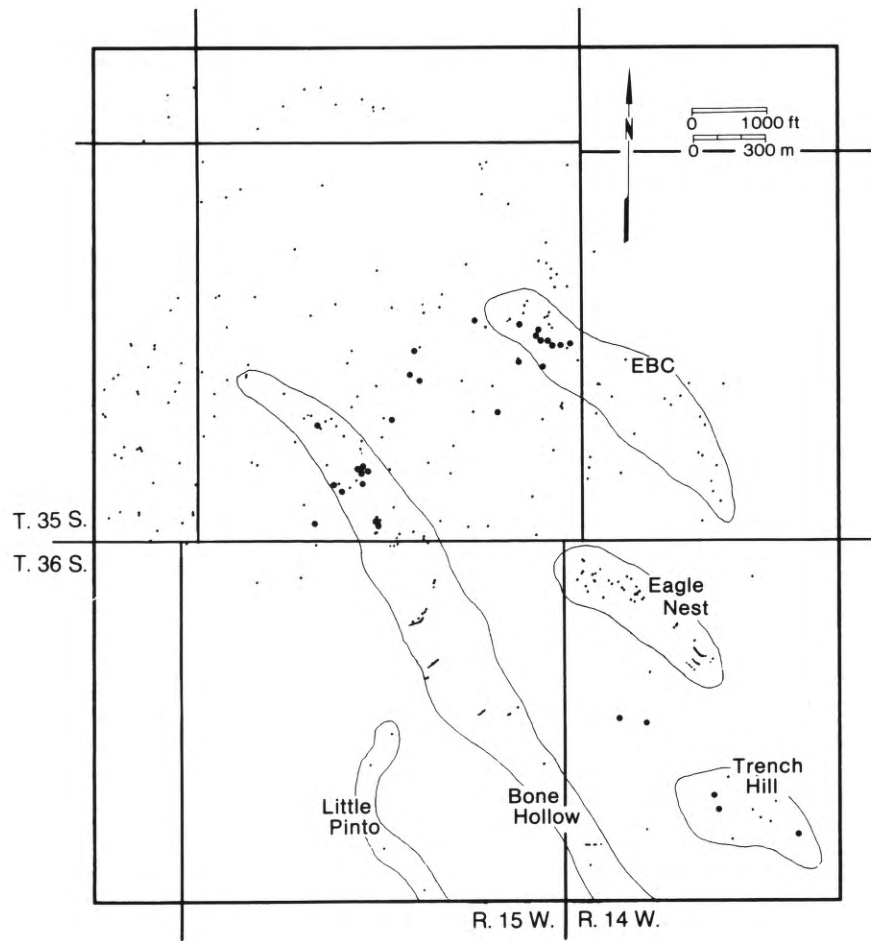 N
0 1000 ft
0 300 m
EBC
T. 35 S.
T. 36 S.
Eagle
Nest
Trench
Hill
Little
Pinto
Bone
Hollow
R. 15 W. R. 14 W.